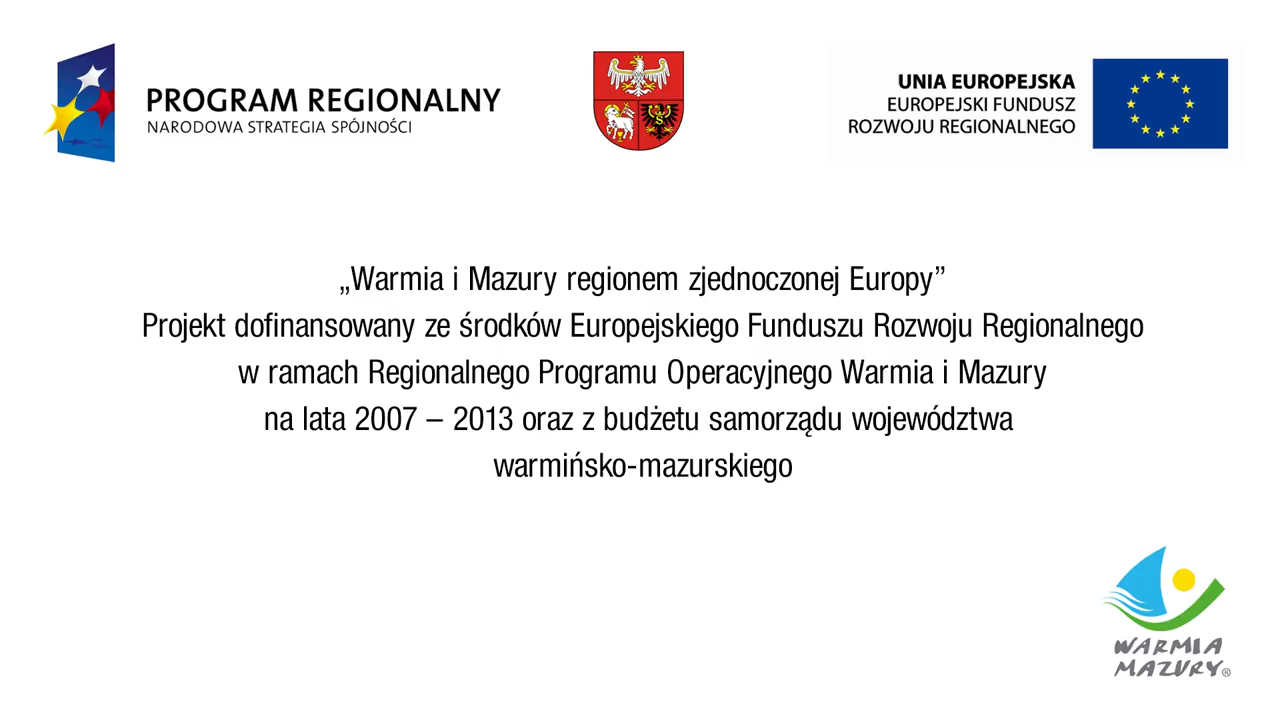 PROGRAM REGIONALNY
NARODOWA STRATEGIA SPÓJNOŚCI
UNIA EUROPEJSKA
EUROPEJSKI FUNDUSZ
ROZWOJU REGIONALNEGO
„Warmia i Mazury regionem zjednoczonej Europy”
Projekt dofinansowany ze środków Europejskiego Funduszu Rozwoju Regionalnego
w ramach Regionalnego Programu Operacyjnego Warmia i Mazury
na lata 2007 – 2013 oraz z budżetu samorządu województwa
warmińsko-mazurskiego
WARMIA
MAZURY®